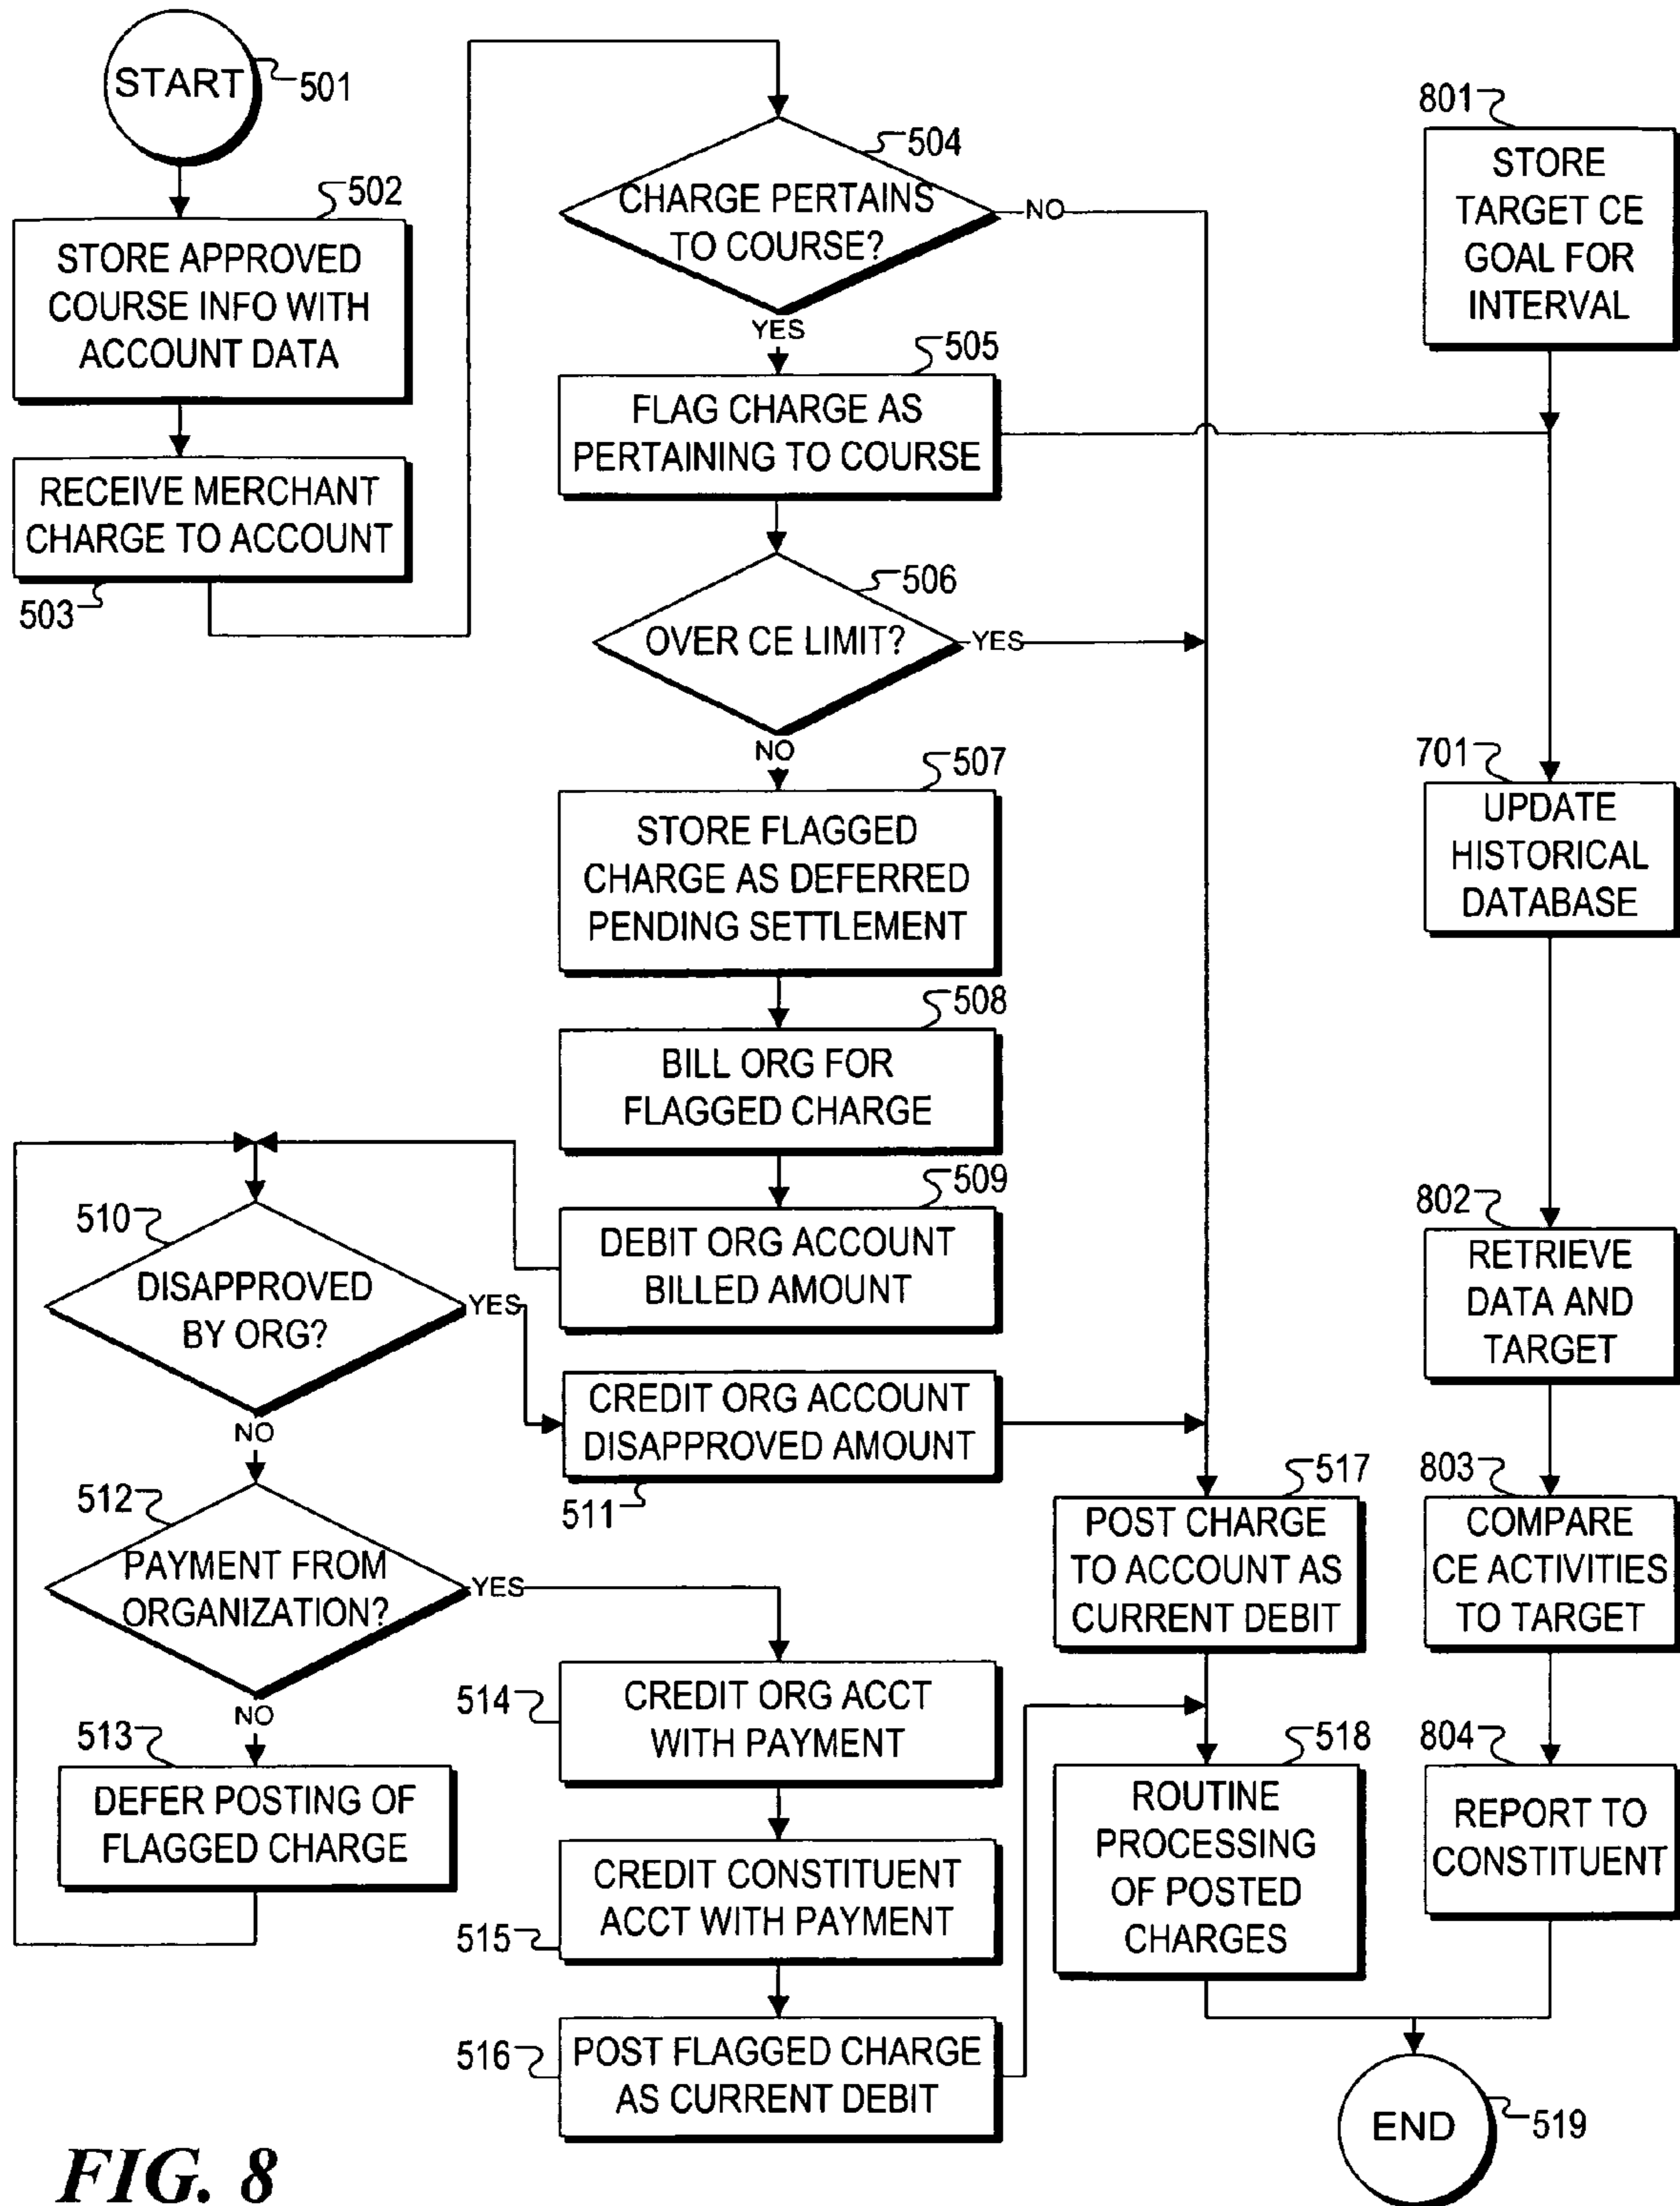 START
501
502
STORE APPROVED
COURSE INFO WITH
ACCOUNT DATA
RECEIVE MERCHANT
CHARGE TO ACCOUNT
503
504
CHARGE PERTAINS
TO COURSE?
NO
YES
505
FLAG CHARGE AS
PERTAINING TO COURSE
506
OVER CE LIMIT?
YES
NO
507
STORE FLAGGED
CHARGE AS DEFERRED
PENDING SETTLEMENT
508
BILL ORG FOR
FLAGGED CHARGE
509
DEBIT ORG ACCOUNT
BILLED AMOUNT
510
DISAPPROVED
BY ORG?
YES
NO
CREDIT ORG ACCOUNT
DISAPPROVED AMOUNT
511
512
PAYMENT FROM
ORGANIZATION?
YES
NO
513
DEFER POSTING OF
FLAGGED CHARGE
514
CREDIT ORG ACCT
WITH PAYMENT
515
CREDIT CONSTITUENT
ACCT WITH PAYMENT
516
POST FLAGGED CHARGE
AS CURRENT DEBIT
517
POST CHARGE
TO ACCOUNT AS
CURRENT DEBIT
518
ROUTINE
PROCESSING
OF POSTED
CHARGES
801
STORE
TARGET CE
GOAL FOR
INTERVAL
701
UPDATE
HISTORICAL
DATABASE
802
RETRIEVE
DATA AND
TARGET
803
COMPARE
CE ACTIVITIES
TO TARGET
804
REPORT TO
CONSTITUENT
END
519
FIG. 8